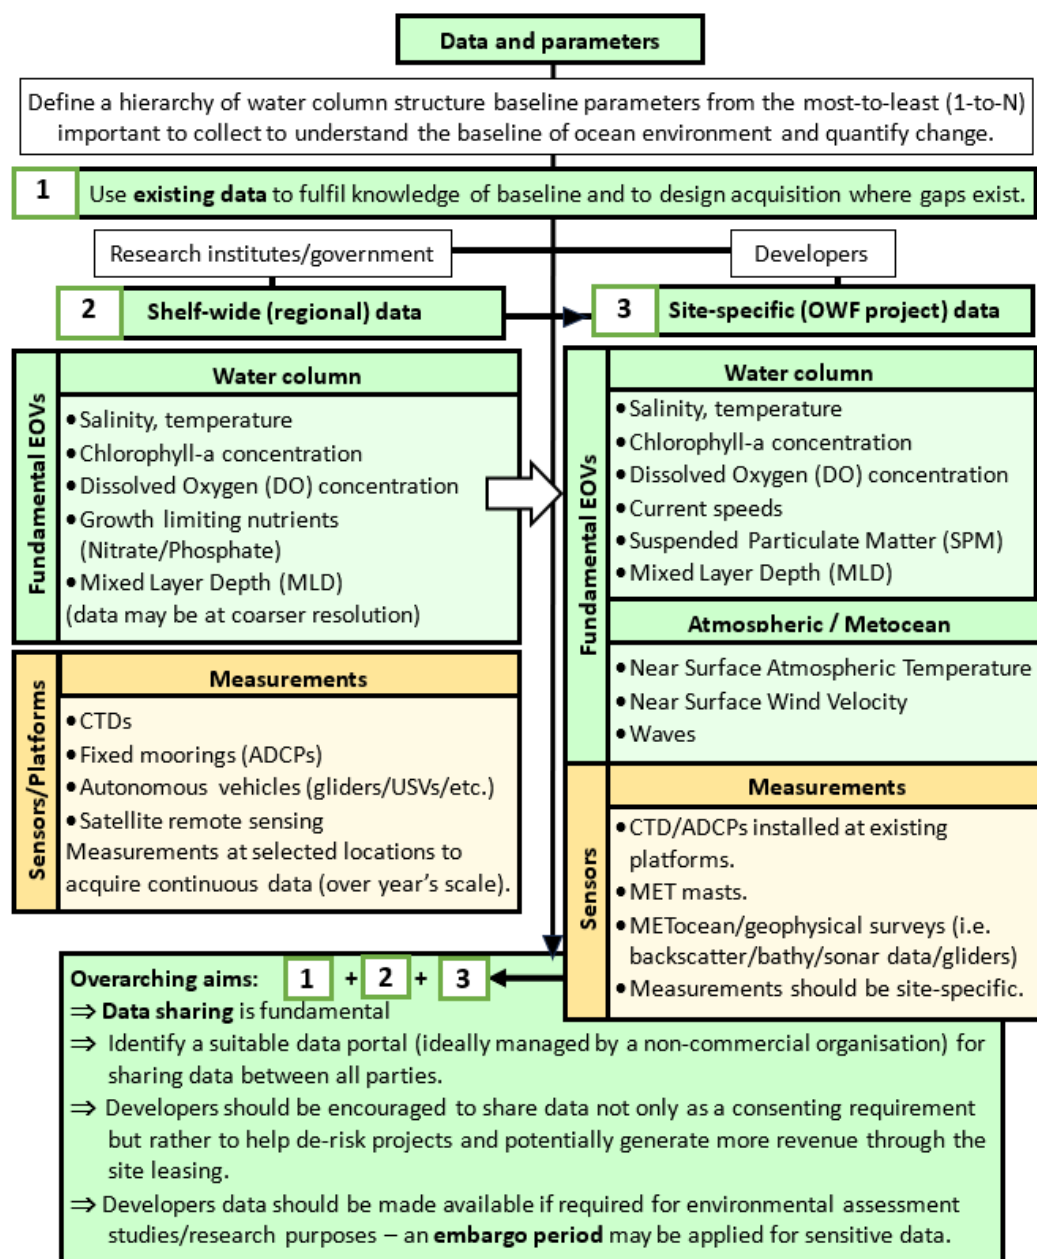 Data and parameters
Define a hierarchy of water column structure baseline parameters from the most-to-least (1-to-N)
important to collect to understand the baseline of ocean environment and quantify change.
1
Use existing data to fulfil knowledge of baseline and to design acquisition where gaps exist.
Research institutes/government
Developers
2
Shelf-wide (regional) data
3
Site-specific (OWF project) data
Fundamental EOVs
Water column
•Salinity, temperature
•Chlorophyll-a concentration
•Dissolved Oxygen (DO) concentration
•Growth limiting nutrients
(Nitrate/Phosphate)
•Mixed Layer Depth (MLD)
(data may be at coarser resolution)
Sensors/Platforms
Measurements
•CTDs
•Fixed moorings (ADCPs)
•Autonomous vehicles (gliders/USVs/etc.)
•Satellite remote sensing
Measurements at selected locations to
acquire continuous data (over year's scale).
Fundamental EOVs
Water column
•Salinity, temperature
•Chlorophyll-a concentration
•Dissolved Oxygen (DO) concentration
•Current speeds
•Suspended Particulate Matter (SPM)
•Mixed Layer Depth (MLD)
Atmospheric / Metocean
•Near Surface Atmospheric Temperature
•Near Surface Wind Velocity
•Waves
Sensors
Measurements
•CTD/ADCPs installed at existing
platforms.
•MET masts.
•METocean/geophysical surveys (i.e.
backscatter/bathy/sonar data/gliders)
•Measurements should be site-specific.
Overarching aims: 1 + 2 + 3
⇒ Data sharing is fundamental
⇒ Identify a suitable data portal (ideally managed by a non-commercial organisation) for
sharing data between all parties.
⇒ Developers should be encouraged to share data not only as a consenting requirement
but rather to help de-risk projects and potentially generate more revenue through the
site leasing.
⇒ Developers data should be made available if required for environmental assessment
studies/research purposes – an embargo period may be applied for sensitive data.